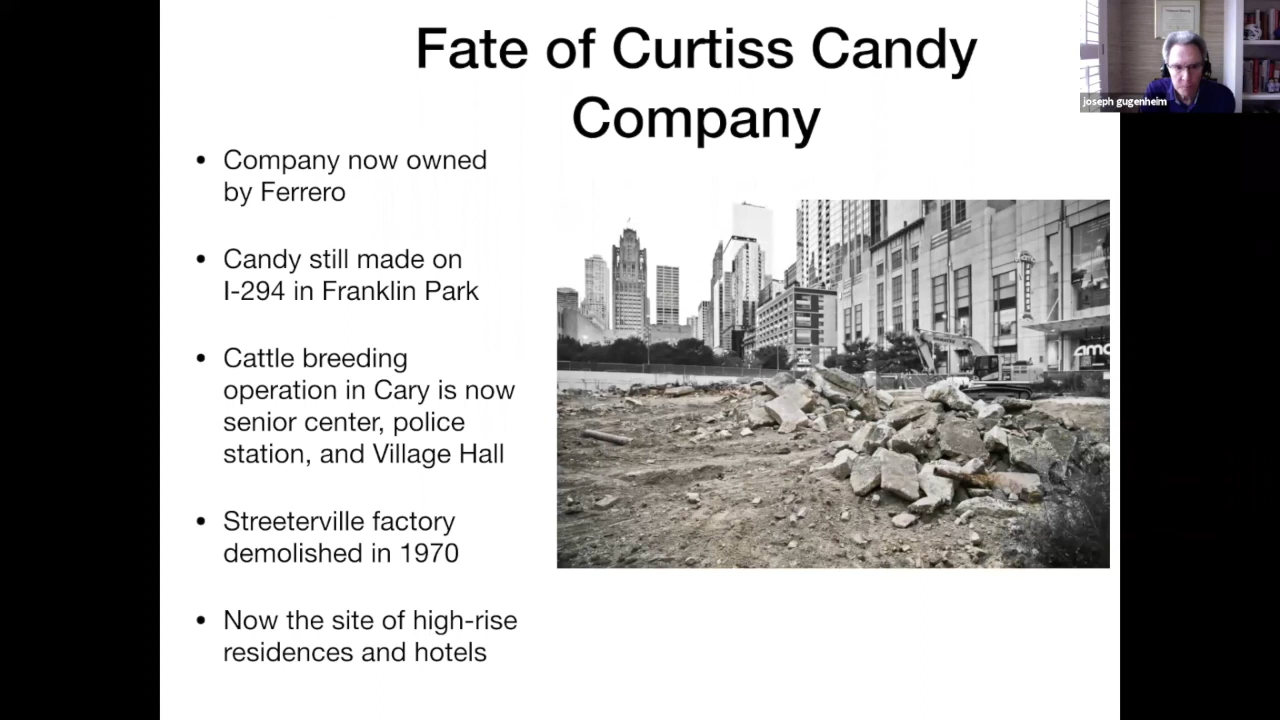 Fate of Curtiss Candy
Company
joseph gugenheim
• Company now owned
by Ferrero
• Candy still made on
I-294 in Franklin Park
• Cattle breeding
operation in Cary is now
senior center, police
station, and Village Hall
• Streeterville factory
demolished in 1970
• Now the site of high-rise
residences and hotels
amc